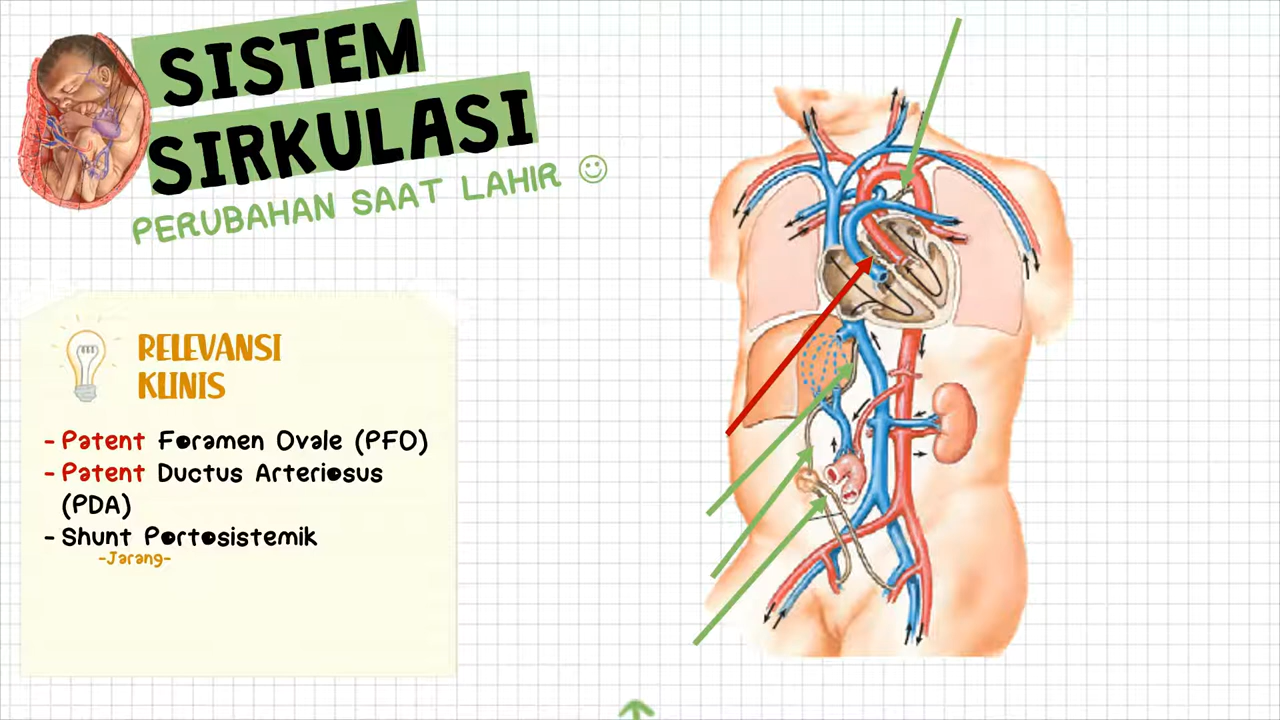 SISTEM
SIRKULASI
PERUBAHAN SAAT LAHIR
RELEVANSI
KLINIS
- Patent Foramen Ovale (PFO)
- Patent Ductus Arteriosus
(PDA)
- Shunt Portosistemik
-Jarang-